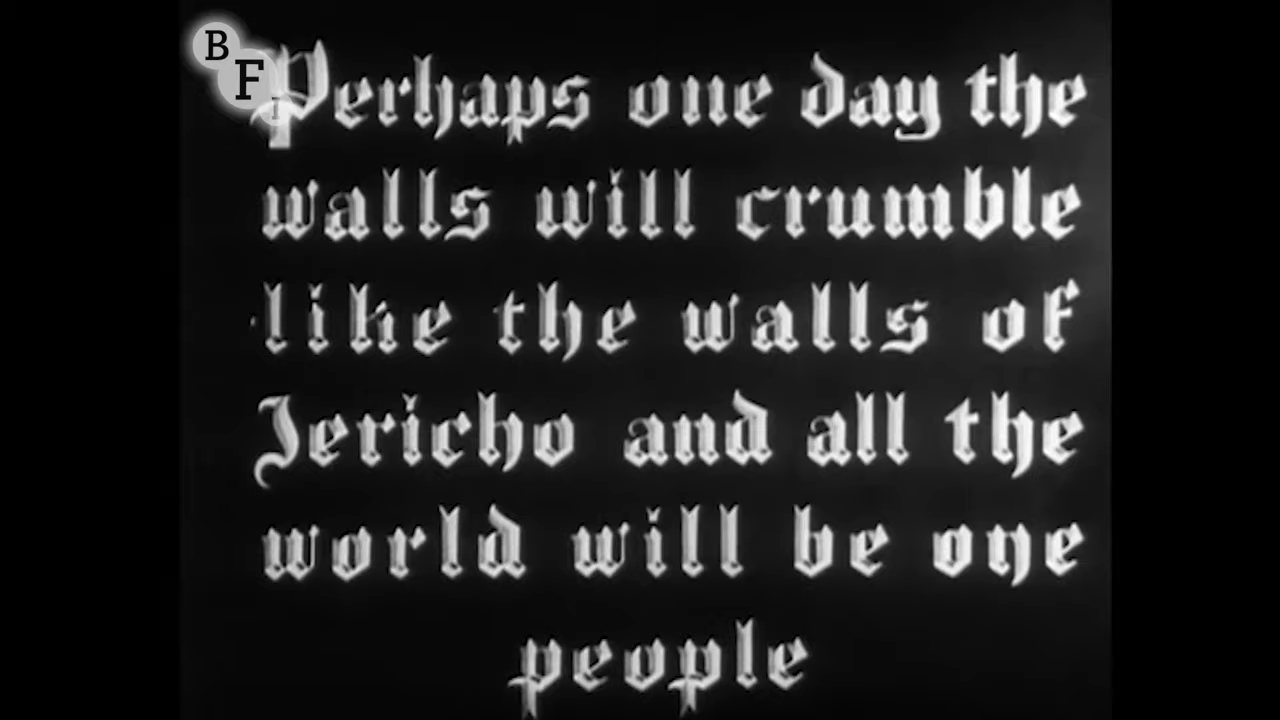 BFI
Perhaps one day the
walls will crumble
like the walls of
Jericho and all the
world will be one
people